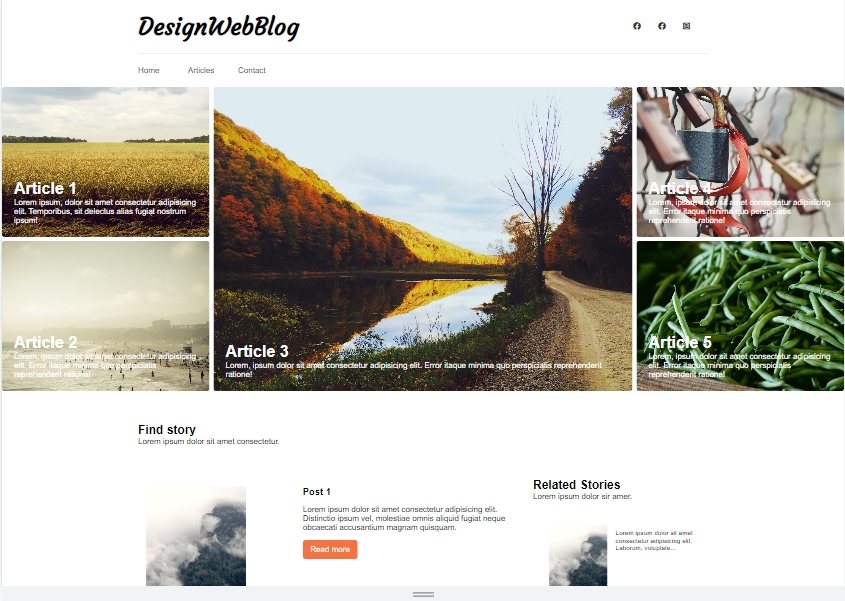 DesignWebBlog
Home Articles Contact
Article 1
Lorem ipsum, dolor sit amet consectetur adipisicing
elit. Temporibus, sit delectus alias fugiat nostrum
ipsum!
Article 2
Lorem, ipsum dolor sit amet consectetur adipisicing
elit. Error itaque minima quo perspiciatis
reprehenderit ratione!
Article 3
Lorem, ipsum dolor sit amet consectetur adipisicing elit. Error itaque minima quo perspiciatis reprehenderit
ratione!
Article 4
Lorem, ipsum dolor sit amet consectetur adipisicing
elit. Error itaque minima quo perspiciatis
reprehenderit ratione!
Article 5
Lorem, ipsum dolor sit amet consectetur adipisicing
elit. Error itaque minima quo perspiciatis
reprehenderit ratione!
Find story
Lorem ipsum dolor sit amet consectetur.
Post 1
Lorem ipsum dolor sit amet consectetur adipisicing elit.
Distinctio ipsum vel, molestiae omnis aliquid fugiat neque
obcaecati accusantium magnam quisquam.
Read more
Related Stories
Lorem ipsum dolor sir amer.
Lorem ipsum dolor sit amet
consectetur adipisicing elit.
Laborum, voluptate...